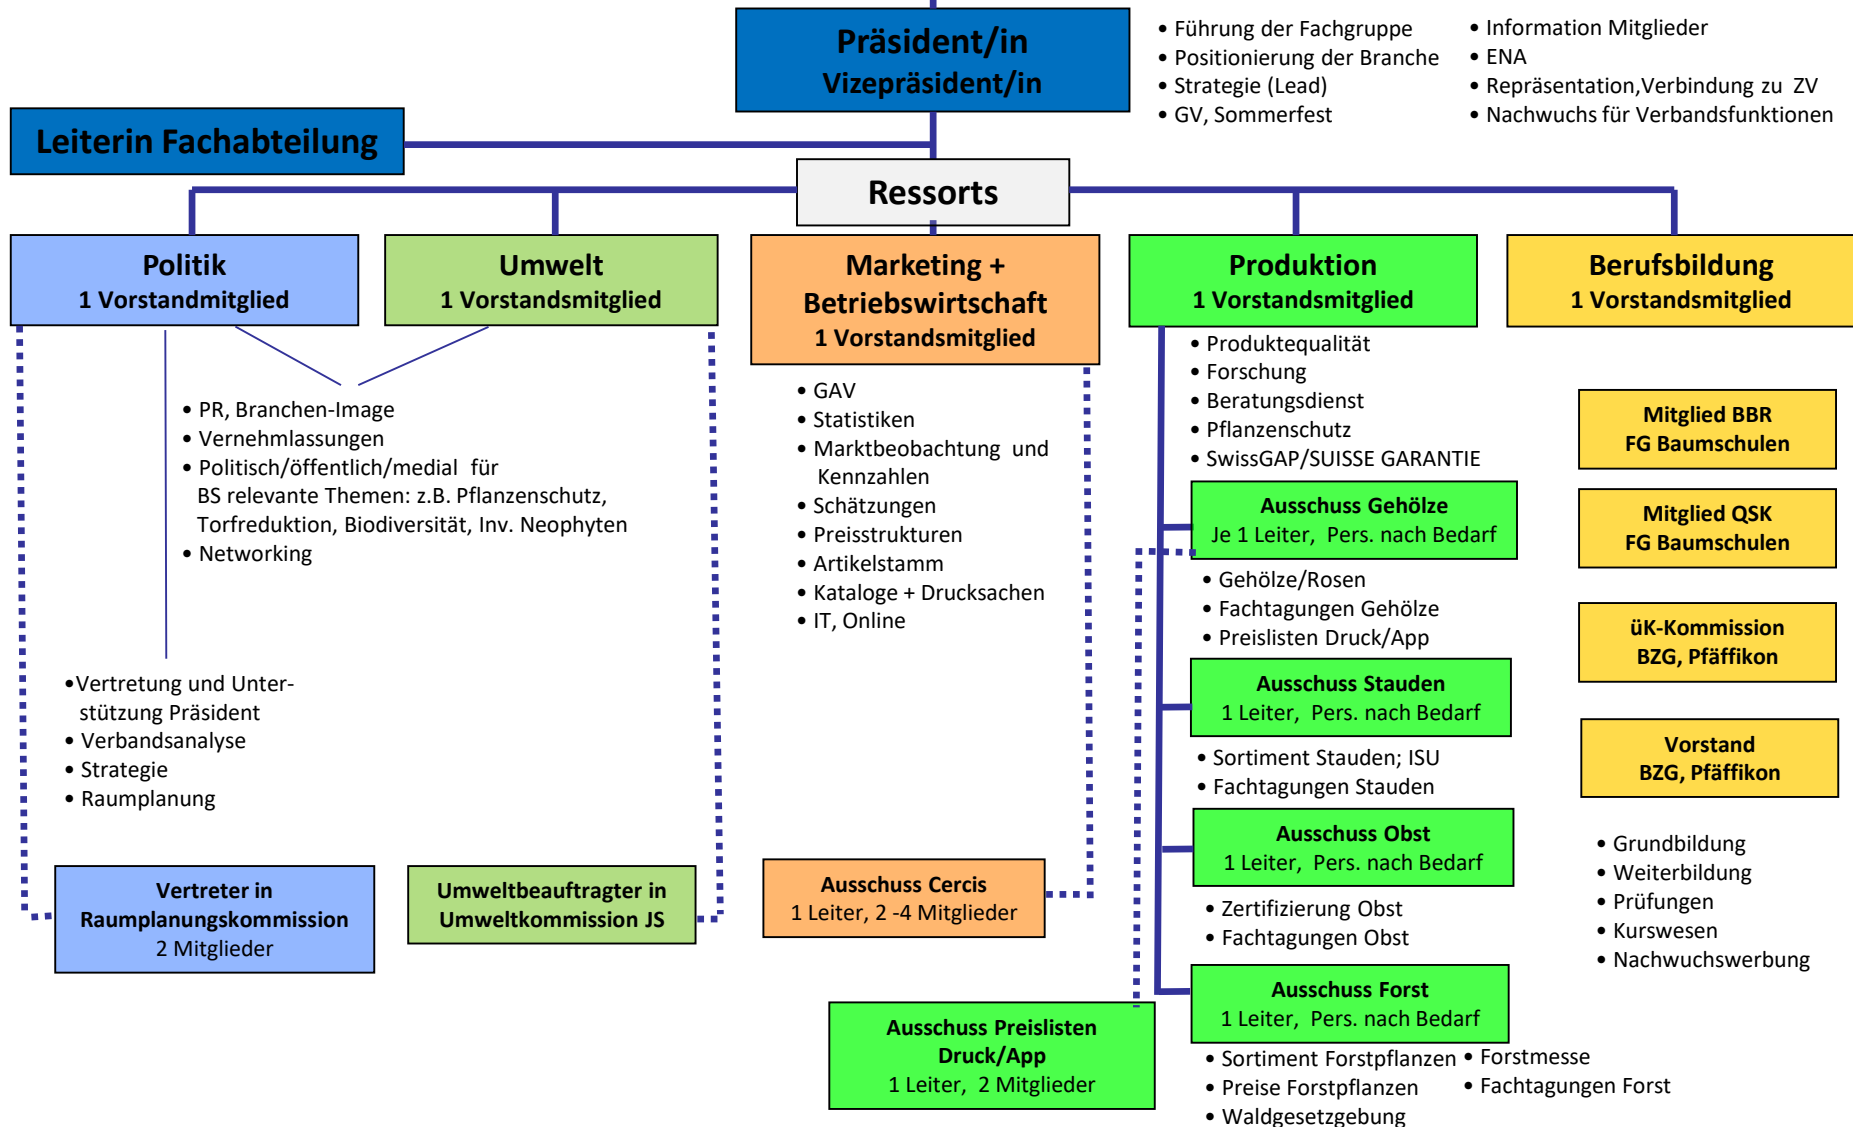 Präsident/in
Vizepräsident/in
• Führung der Fachgruppe
• Positionierung der Branche
• Strategie (Lead)
• GV, Sommerfest
• Information Mitglieder
• ENA
• Repräsentation,Verbindung zu ZV
• Nachwuchs für Verbandsfunktionen
Leiterin Fachabteilung
Ressorts
Politik
1 Vorstandmitglied
Umwelt
1 Vorstandsmitglied
Marketing +
Betriebswirtschaft
1 Vorstandsmitglied
Produktion
1 Vorstandsmitglied
Berufsbildung
1 Vorstandsmitglied
• PR, Branchen-Image
• Vernehmlassungen
• Politisch/öffentlich/medial für
BS relevante Themen: z.B. Pflanzenschutz,
Torfreduktion, Biodiversität, Inv. Neophyten
• Networking
•Vertretung und Unter-
stützung Präsident
• Verbandsanalyse
• Strategie
• Raumplanung
Vertreter in
Raumplanungskommission
2 Mitglieder
Umweltbeauftragter in
Umweltkommission JS
• GAV
• Statistiken
• Marktbeobachtung und
Kennzahlen
• Schätzungen
• Preisstrukturen
• Artikelstamm
• Kataloge + Drucksachen
• IT, Online
Ausschuss Cercis
1 Leiter, 2 -4 Mitglieder
• Produktequalität
• Forschung
• Beratungsdienst
• Pflanzenschutz
• SwissGAP/SUISSE GARANTIE
Ausschuss Gehölze
Je 1 Leiter, Pers. nach Bedarf
• Gehölze/Rosen
• Fachtagungen Gehölze
• Preislisten Druck/App
Ausschuss Stauden
1 Leiter, Pers. nach Bedarf
• Sortiment Stauden; ISU
• Fachtagungen Stauden
Ausschuss Obst
1 Leiter, Pers. nach Bedarf
• Zertifizierung Obst
• Fachtagungen Obst
Ausschuss Forst
1 Leiter, Pers. nach Bedarf
• Sortiment Forstpflanzen
• Preise Forstpflanzen
• Waldgesetzgebung
• Forstmesse
• Fachtagungen Forst
Ausschuss Preislisten
Druck/App
1 Leiter, 2 Mitglieder
Mitglied BBR
FG Baumschulen
Mitglied QSK
FG Baumschulen
üK-Kommission
BZG, Pfäffikon
Vorstand
BZG, Pfäffikon
• Grundbildung
• Weiterbildung
• Prüfungen
• Kurswesen
• Nachwuchswerbung